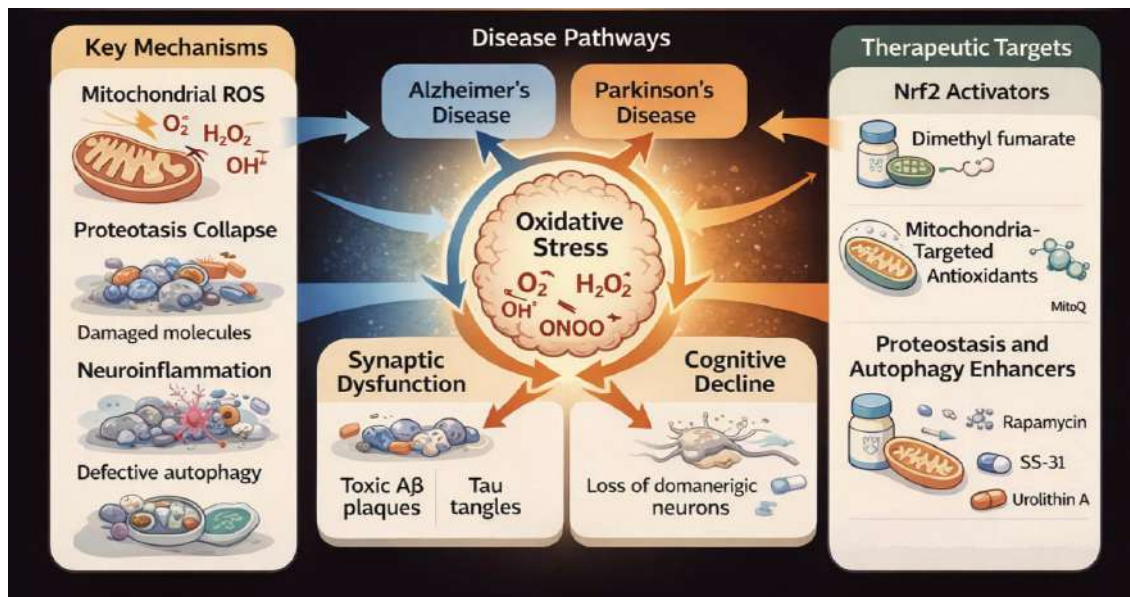 Key Mechanisms
Mitochondrial ROS
O₂⁻ H₂O₂
OH
Proteotasis Collapse
Damaged molecules
Neuroinflammation
Defective autophagy
Disease Pathways
Alzheimer's
Disease
Parkinson's
Disease
Oxidative
Stress
O₂ H₂O₂
OH ONOO
Synaptic
Dysfunction
Toxic Aβ
plaques
Tau
tangles
Cognitive
Decline
Loss of domanerigic
neurons
Therapeutic Targets
Nrf2 Activators
Dimethyl fumarate
Mitochondria-
Targeted
Antioxidants
MitoQ
Proteostasis and
Autophagy Enhancers
Rapamycin
SS-31
Urolithin A